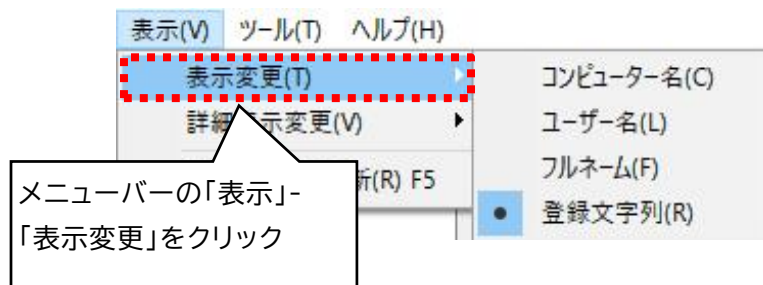 表示(V) ツール(T) ヘルプ(H)
表示変更(T)
詳細表示変更(V)
新(R) F5
コンピューター名(C)
ユーザー名(L)
フルネーム(F)
登録文字列(R)
メニューバーの「表示」-
「表示変更」をクリック